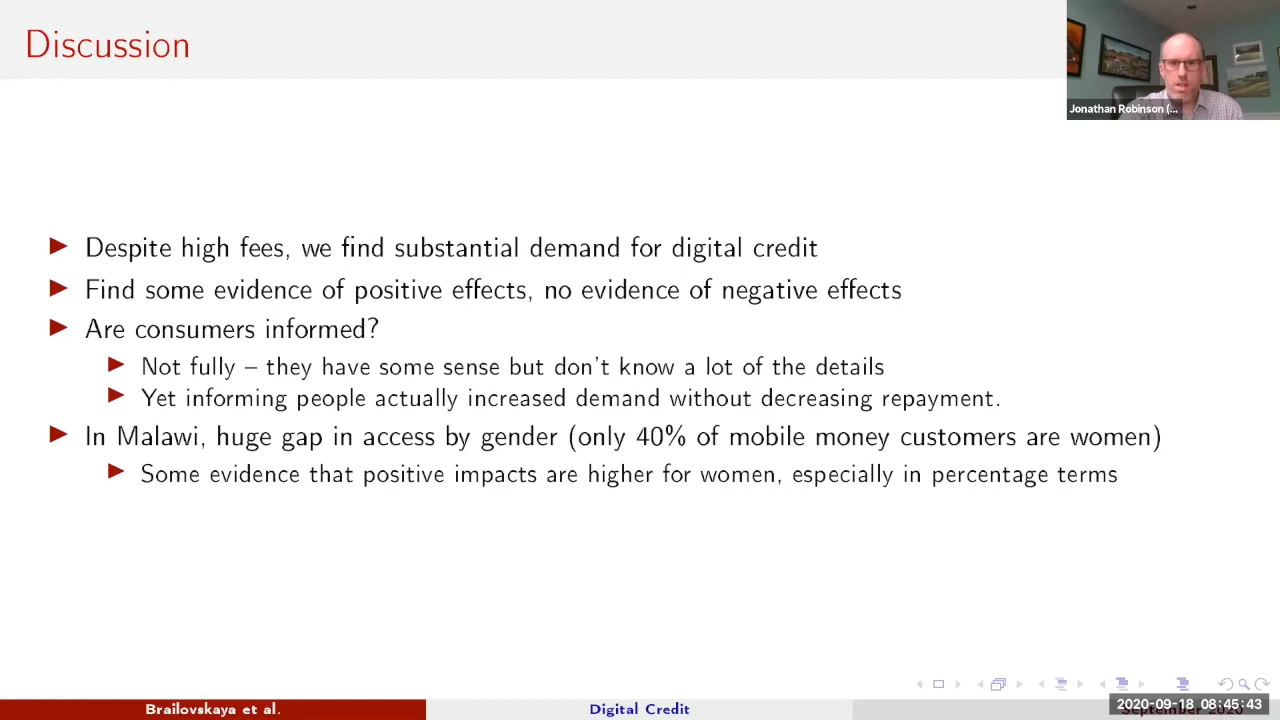 Discussion
Jonathan Robinson (...
Despite high fees, we find substantial demand for digital credit
Find some evidence of positive effects, no evidence of negative effects
Are consumers informed?
Not fully – they have some sense but don't know a lot of the details
Yet informing people actually increased demand without decreasing repayment.
In Malawi, huge gap in access by gender (only 40% of mobile money customers are women)
Some evidence that positive impacts are higher for women, especially in percentage terms
Brailovskaya et al.
Digital Credit
September 2020
2020-09-18 08:45:43